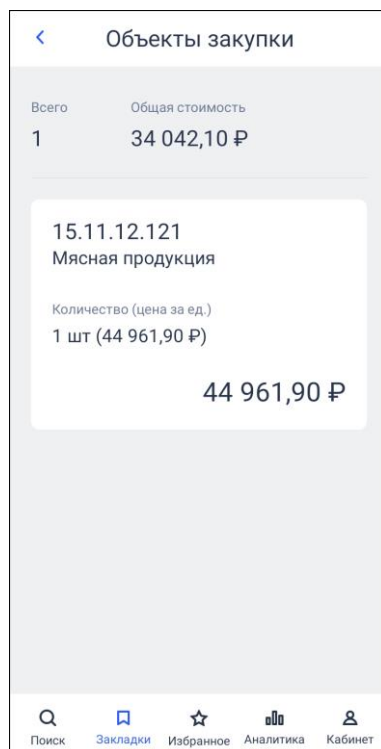 Объекты закупки
Всего
Общая стоимость
1
34 042,10 ₽
15.11.12.121
Мясная продукция
Количество (цена за ед.)
1 шт (44 961,90 ₽)
44 961,90 ₽
Поиск
Закладки
Избранное
Аналитика
Кабинет